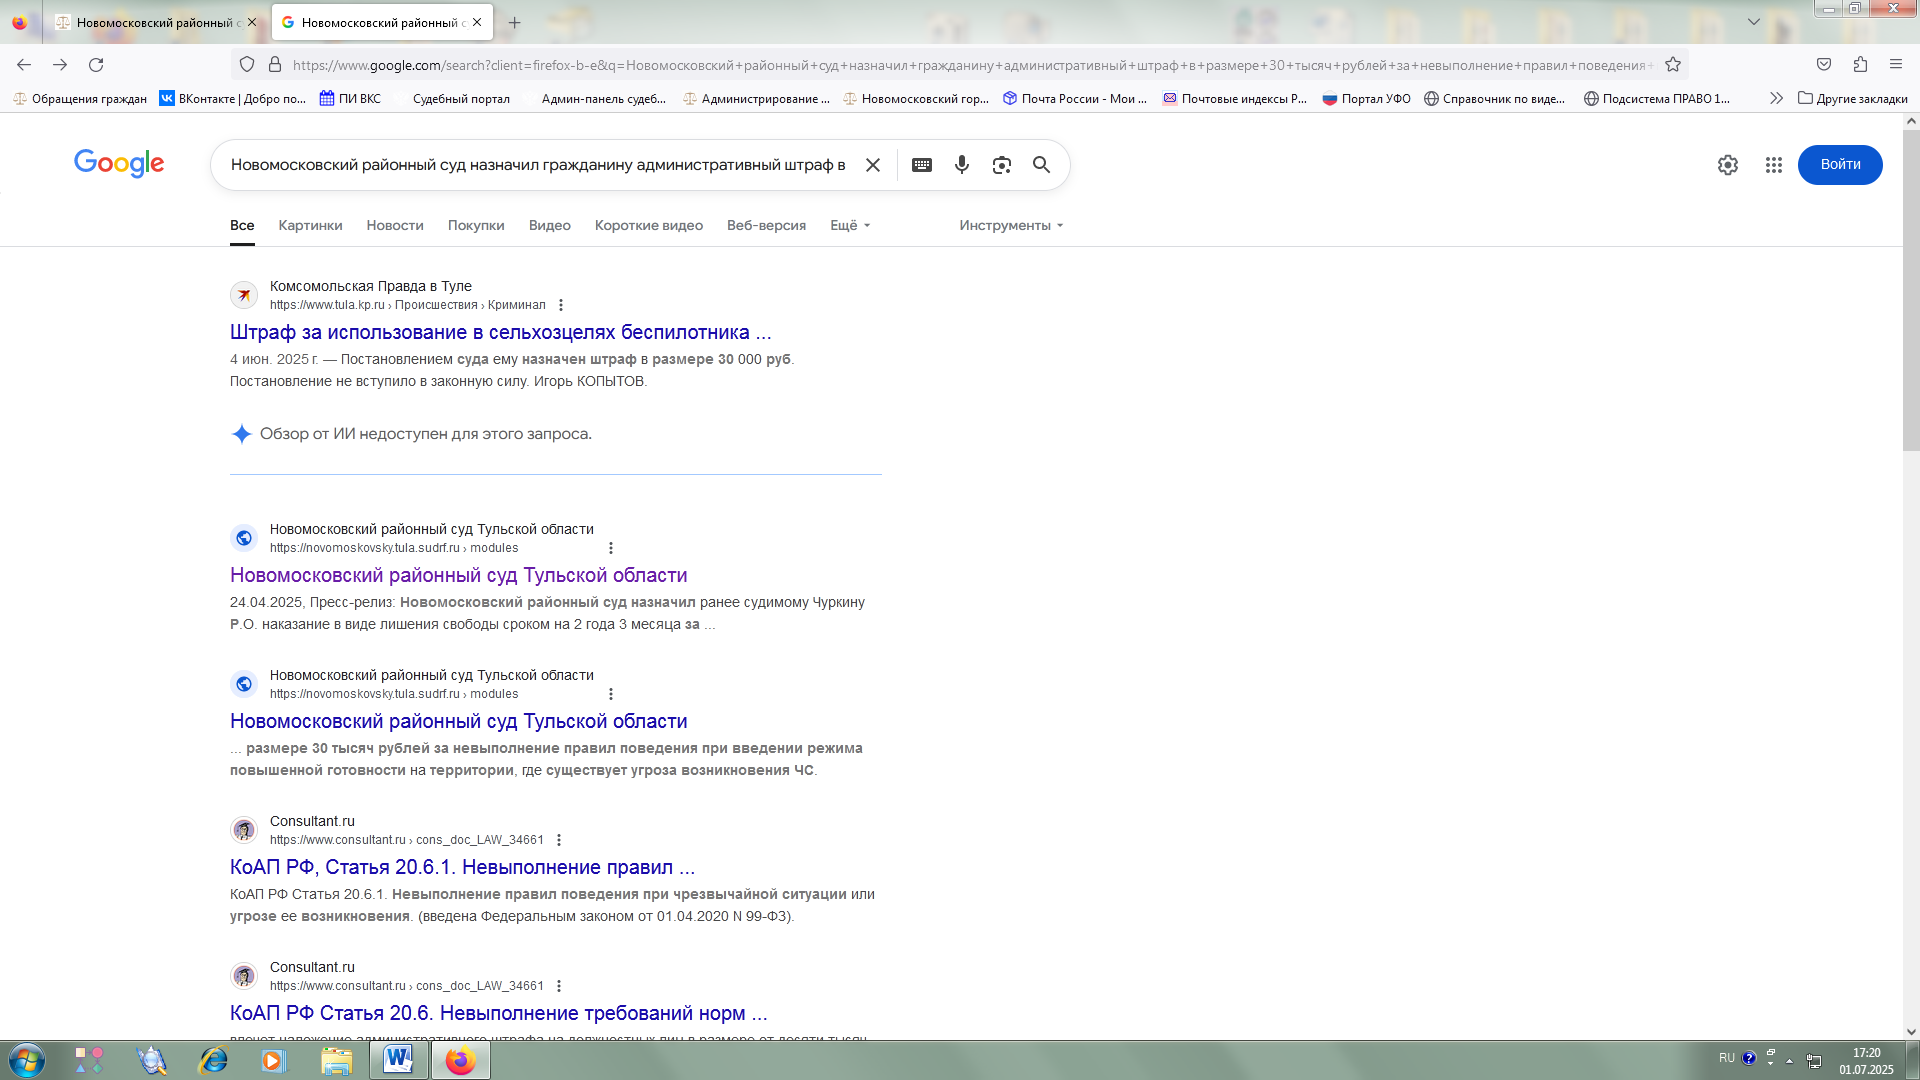 Новомосковский районный с
Новомосковский районный с
https://www.google.com/search?client=firefox-b-e&q=Новомосковский+районный+суд+назначил+гражданину+административный+штраф+в+размере+30+тысяч+рублей+за+невыполнение+правил+поведения+
Обращения граждан
ВКонтакте | Добро по...
ПИ ВКС
Судебный портал
Админ-панель судеб...
Администрирование ...
Новомосковский гор...
Почта России - Мои ...
Почтовые индексы Р...
Портал УФО
Справочник по виде...
Подсистема ПРАВО 1...
Другие закладки
Google
Новомосковский районный суд назначил гражданину административный штраф в
Войти
Все Картинки Новости Покупки Видео Короткие видео Веб-версия Ещё Инструменты
Комсомольская Правда в Туле
https://www.tula.kp.ru › Происшествия › Криминал
Штраф за использование в сельхозцелях беспилотника ...
4 июн. 2025 г. — Постановлением суда ему назначен штраф в размере 30 000 руб.
Постановление не вступило в законную силу. Игорь КОПЫТОВ.
Обзор от ИИ недоступен для этого запроса.
Новомосковский районный суд Тульской области
https://novomoskovsky.tula.sudrf.ru › modules
Новомосковский районный суд Тульской области
24.04.2025, Пресс-релиз: Новомосковский районный суд назначил ранее судимому Чуркину
Р.О. наказание в виде лишения свободы сроком на 2 года 3 месяца за ...
Новомосковский районный суд Тульской области
https://novomoskovsky.tula.sudrf.ru › modules
Новомосковский районный суд Тульской области
... размере 30 тысяч рублей за невыполнение правил поведения при введении режима
повышенной готовности на территории, где существует угроза возникновения ЧС.
Consultant.ru
https://www.consultant.ru › cons_doc_LAW_34661
КоАП РФ, Статья 20.6.1. Невыполнение правил ...
КоАП РФ Статья 20.6.1. Невыполнение правил поведения при чрезвычайной ситуации или
угрозе ее возникновения. (введена Федеральным законом от 01.04.2020 N 99-ФЗ).
Consultant.ru
https://www.consultant.ru › cons_doc_LAW_34661
КоАП РФ Статья 20.6. Невыполнение требований норм ...
влечет наложение административного штрафа на должностных лиц в размере от десяти тысяч
RU
17:20
01.07.2025